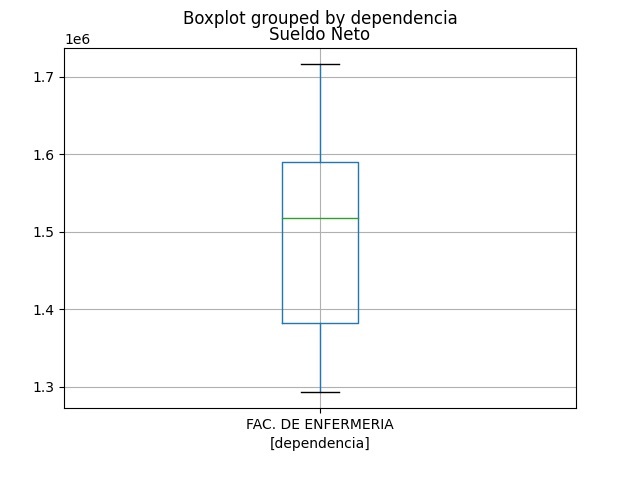 Boxplot grouped by dependencia
Sueldo Neto
1e6
1.7
1.6
1.5
1.4
1.3
FAC. DE ENFERMERIA
[dependencia]